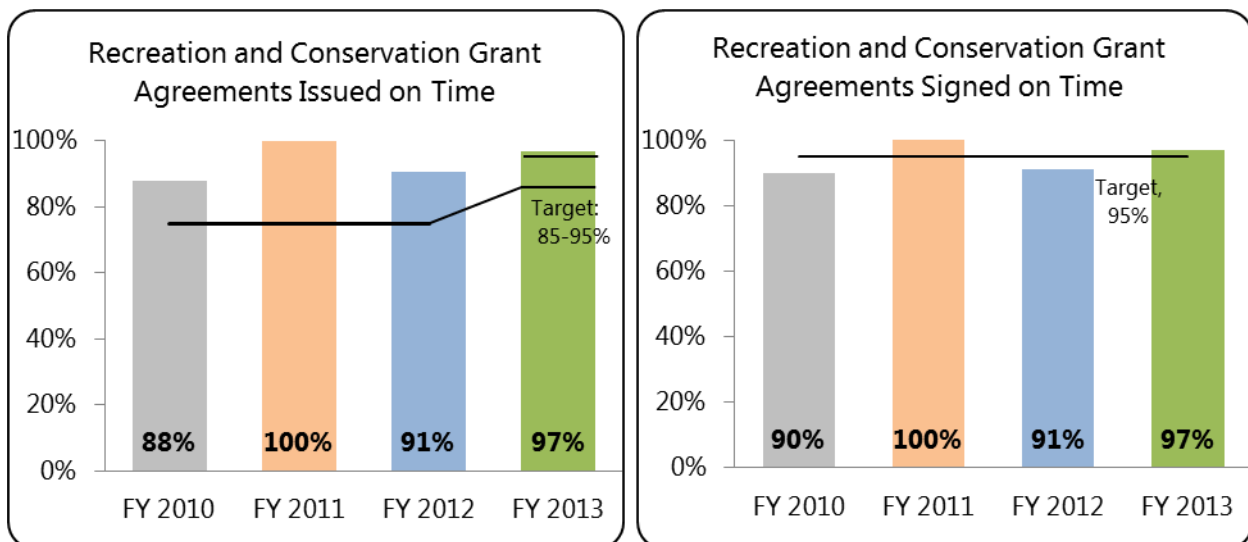 Recreation and Conservation Grant
Agreements Issued on Time
100%
80%
60%
40%
20%
0%
Target:
85-95%
88%
100%
91%
97%
FY 2010
FY 2011
FY 2012
FY 2013
Recreation and Conservation Grant
Agreements Signed on Time
100%
80%
60%
40%
20%
0%
Target,
95%
90%
100%
91%
97%
FY 2010
FY 2011
FY 2012
FY 2013